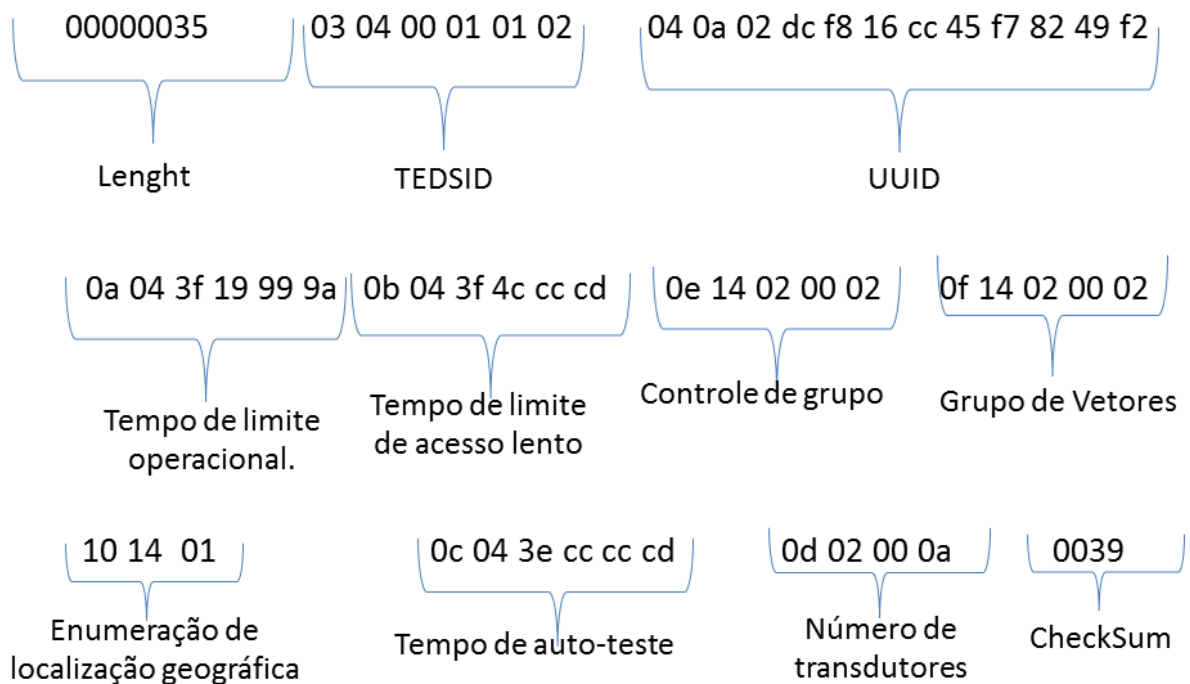 00000035 03 04 00 01 01 02 04 0a 02 dc f8 16 cc 45 f7 82 49 f2
Lenght TEDSID UUID
0a 04 3f 19 99 9a 0b 04 3f 4c cc cd 0e 14 02 00 02 0f 14 02 00 02
Tempo de limite
operacional.
Tempo de limite
de acesso lento
Controle de grupo
Grupo de Vetores
10 14 01 0c 04 3e cc cc cd 0d 02 00 0a 0039
Enumeração de
localização geográfica
Tempo de auto-teste
Número de
transdutores
CheckSum